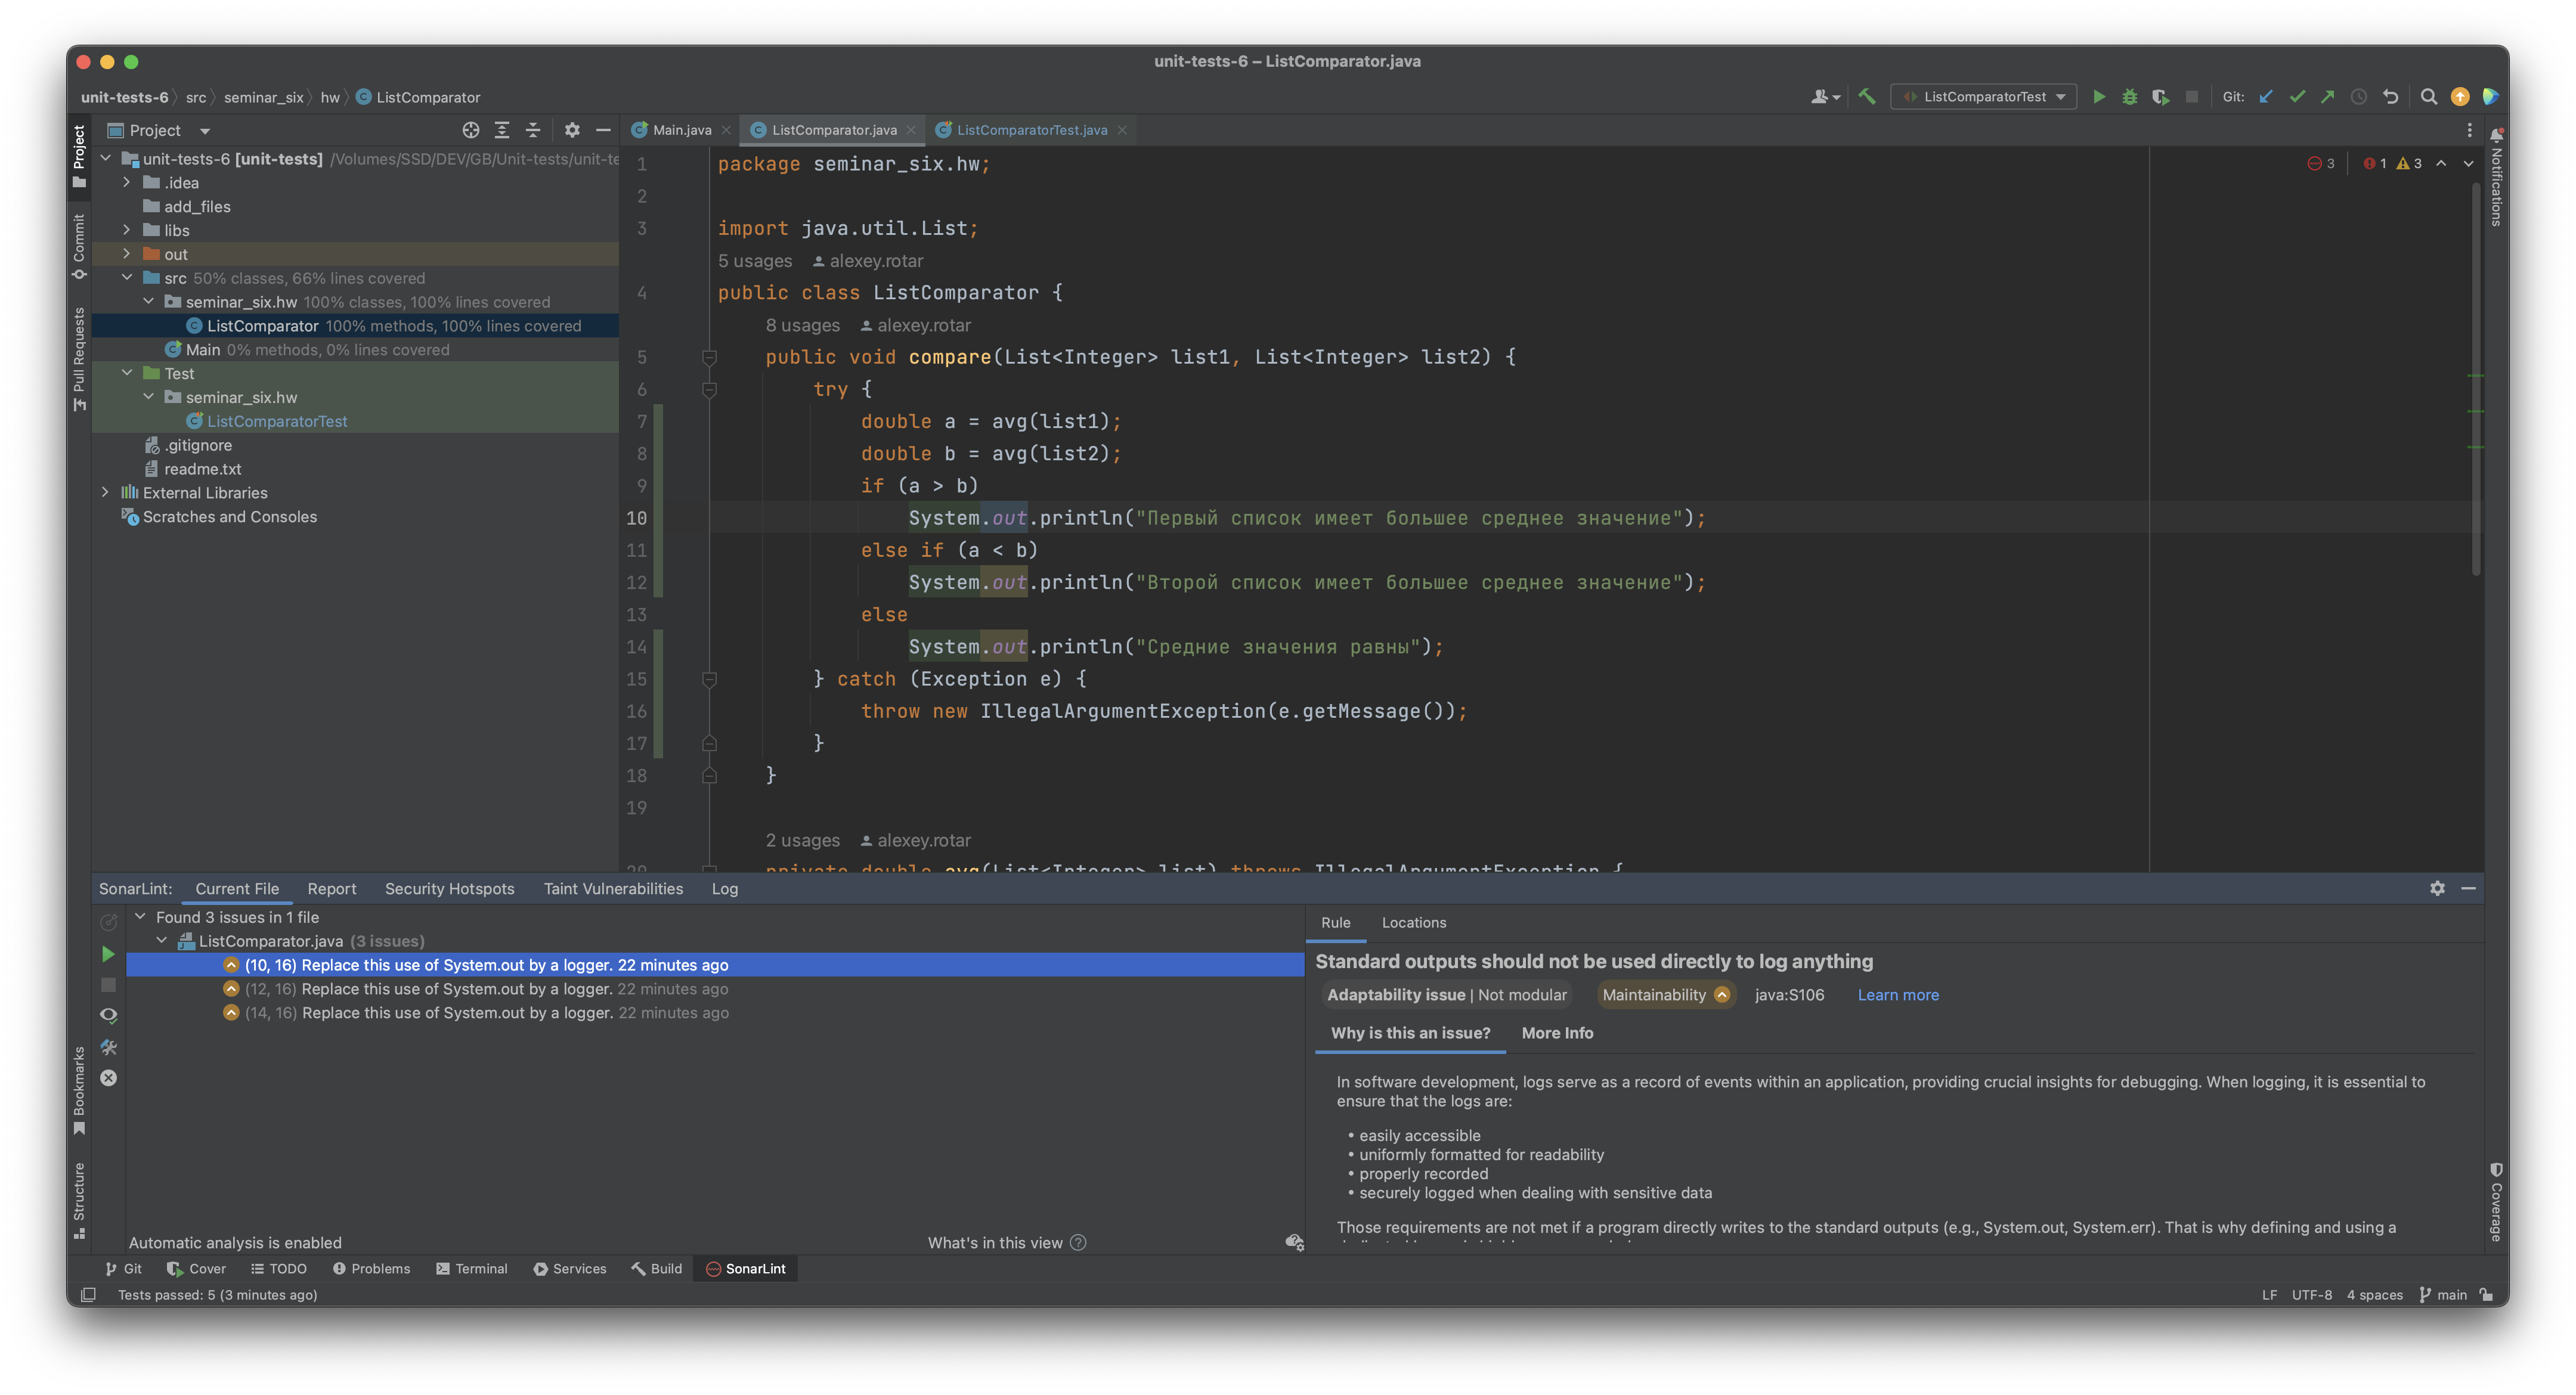 unit-tests-6 – ListComparator.java
unit-tests-6 〉 src 〉 seminar_six 〉 hw 〉 ListComparator
ListComparatorTest
Git:
Project
Main.java
ListComparator.java
ListComparatorTest.java
Project
Commit
Pull Requests
Bookmarks
Structure
Notifications
Coverage
unit-tests-6 [unit-tests] /Volumes/SSD/DEV/GB/Unit-tests/unit-te
.idea
add_files
libs
out
src 50% classes, 66% lines covered
seminar_six.hw 100% classes, 100% lines covered
ListComparator 100% methods, 100% lines covered
Main 0% methods, 0% lines covered
Test
seminar_six.hw
ListComparatorTest
.gitignore
readme.txt
External Libraries
Scratches and Consoles
3 1 3
1 package seminar_six.hw;
2
3 import java.util.List;
5 usages alexey.rotar
4 public class ListComparator {
8 usages alexey.rotar
5 public void compare(List<Integer> list1, List<Integer> list2) {
6 try {
7 double a = avg(list1);
8 double b = avg(list2);
9 if (a > b)
10 System.out.println("Первый список имеет большее среднее значение");
11 else if (a < b)
12 System.out.println("Второй список имеет большее среднее значение");
13 else
14 System.out.println("Средние значения равны");
15 } catch (Exception e) {
16 throw new IllegalArgumentException(e.getMessage());
17 }
18 }
19
2 usages alexey.rotar
20 private double avg(List<Integer> list) throws IllegalArgumentException {
SonarLint: Current File Report Security Hotspots Taint Vulnerabilities Log
Found 3 issues in 1 file
ListComparator.java (3 issues)
(10, 16) Replace this use of System.out by a logger. 22 minutes ago
(12, 16) Replace this use of System.out by a logger. 22 minutes ago
(14, 16) Replace this use of System.out by a logger. 22 minutes ago
Automatic analysis is enabled
What's in this view
Rule Locations
Standard outputs should not be used directly to log anything
Adaptability issue | Not modular Maintainability java:S106 Learn more
Why is this an issue? More Info
In software development, logs serve as a record of events within an application, providing crucial insights for debugging. When logging, it is essential to
ensure that the logs are:
• easily accessible
• uniformly formatted for readability
• properly recorded
• securely logged when dealing with sensitive data
Those requirements are not met if a program directly writes to the standard outputs (e.g., System.out, System.err). That is why defining and using a
Git Cover TODO Problems Terminal Services Build SonarLint
Tests passed: 5 (3 minutes ago)
LF UTF-8 4 spaces main